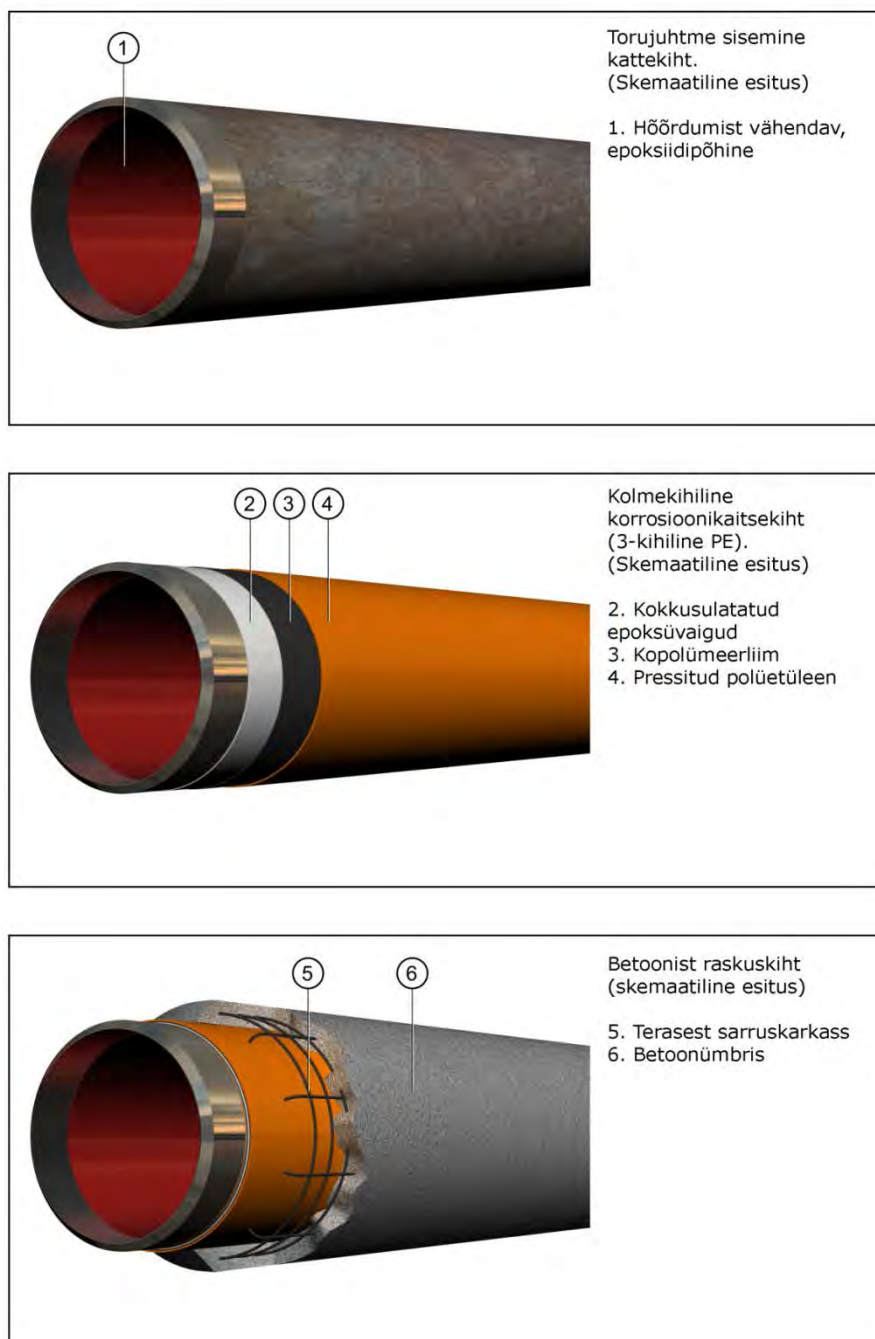 1
Torujuhtme sisemine
kattekiht.
(Skemaatiline esitus)
1. Hõõrdumist vähendav,
epoksiidipõhine
2 3 4
Kolmekihiline
korrosioonikaitsekiht
(3-kihiline PE).
(Skemaatiline esitus)
2. Kokkusulatatud
epoksüvaigud
3. Kopolümeerliim
4. Pressitud polüetüleen
5 6
Betoonist raskuskiht
(skemaatiline esitus)
5. Terasest sarruskarkass
6. Betoonümbris